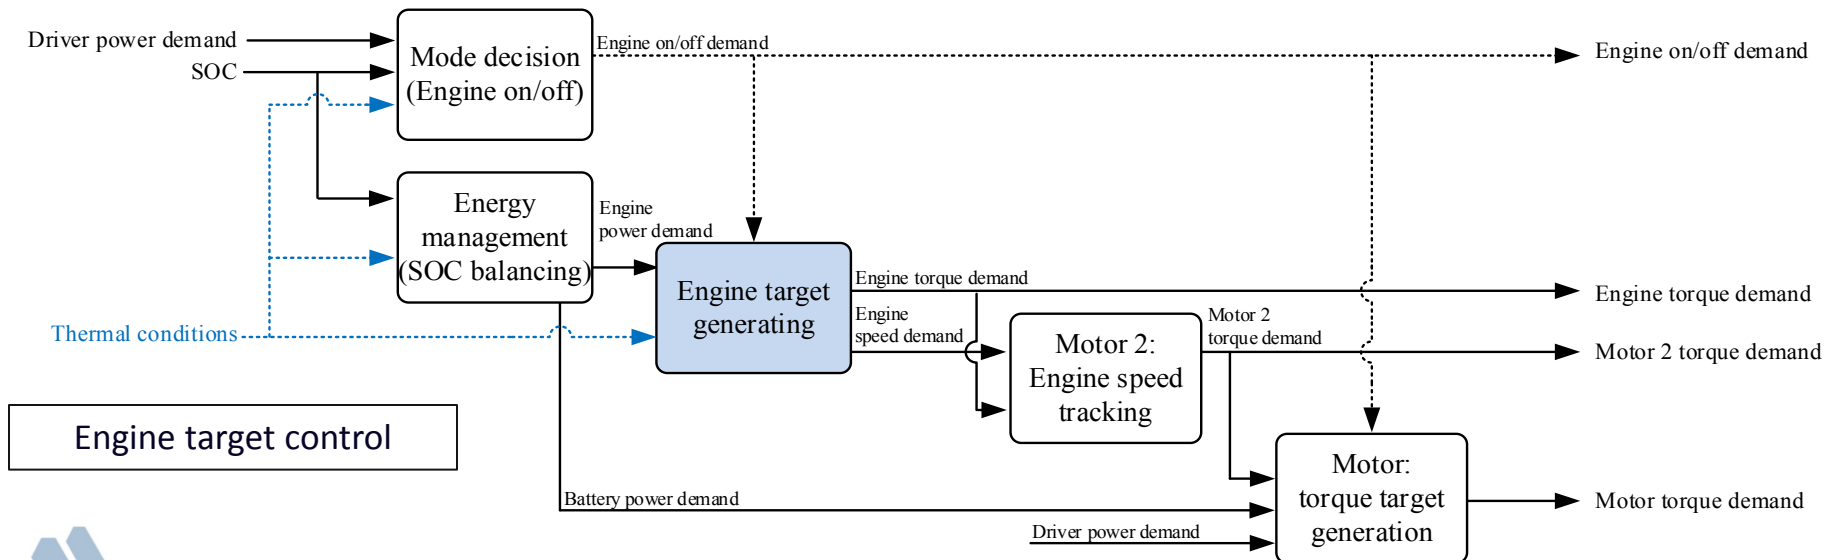 Driver power demand
SOC
Mode decision
(Engine on/off)
Engine on/off demand
Engine on/off demand
Energy
management
(SOC balancing)
Engine
power demand
Thermal conditions
Engine target
generating
Engine torque demand
Engine
speed demand
Engine torque demand
Motor 2:
Engine speed
tracking
Motor 2
torque demand
Motor 2 torque demand
Engine target control
Battery power demand
Driver power demand
Motor:
torque target
generation
Motor torque demand